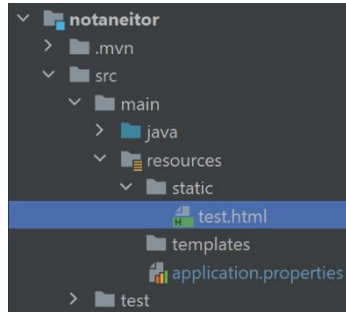 notaneitor
.mvn
src
main
java
resources
static
H
test.html
templates
application.properties
test